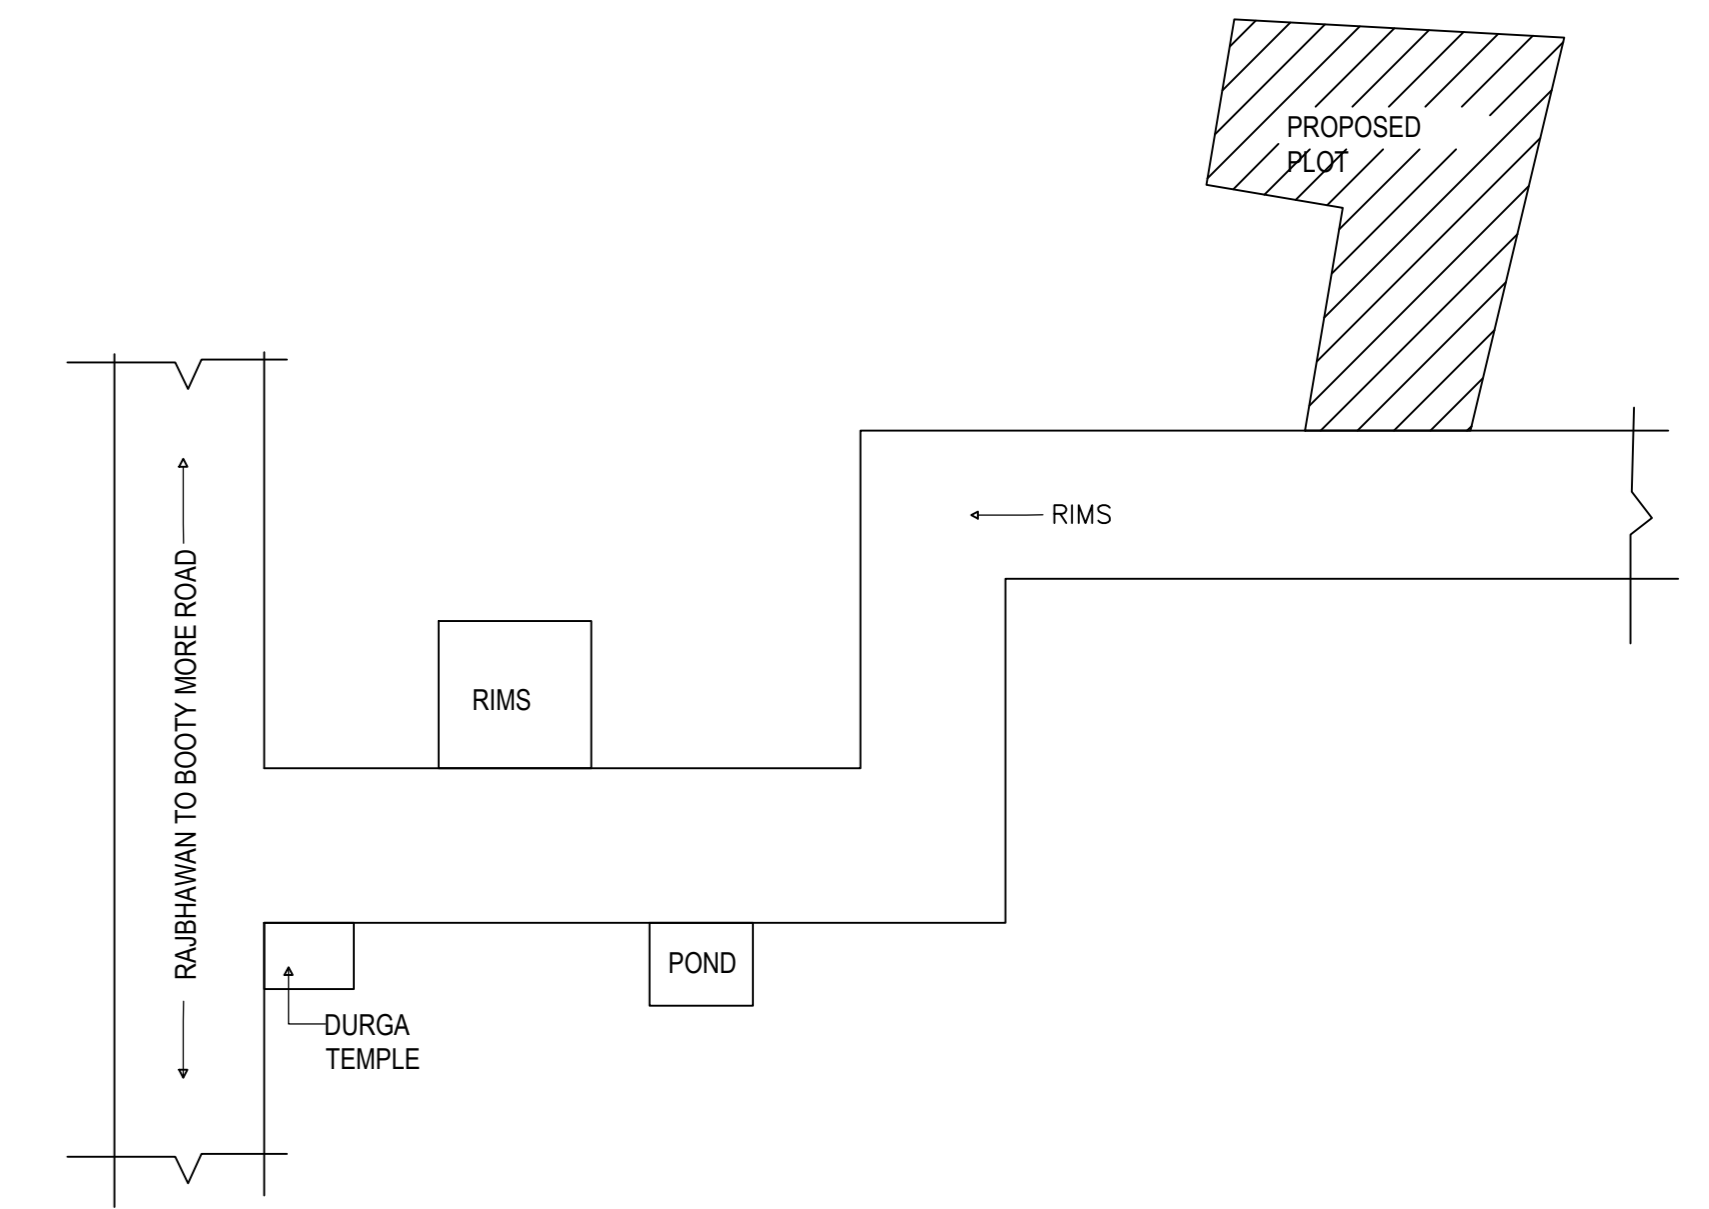 PROPOSED
PLOT
RIMS
RAJBHAWAN TO BOOTY MORE ROAD
RIMS
POND
DURGA
TEMPLE